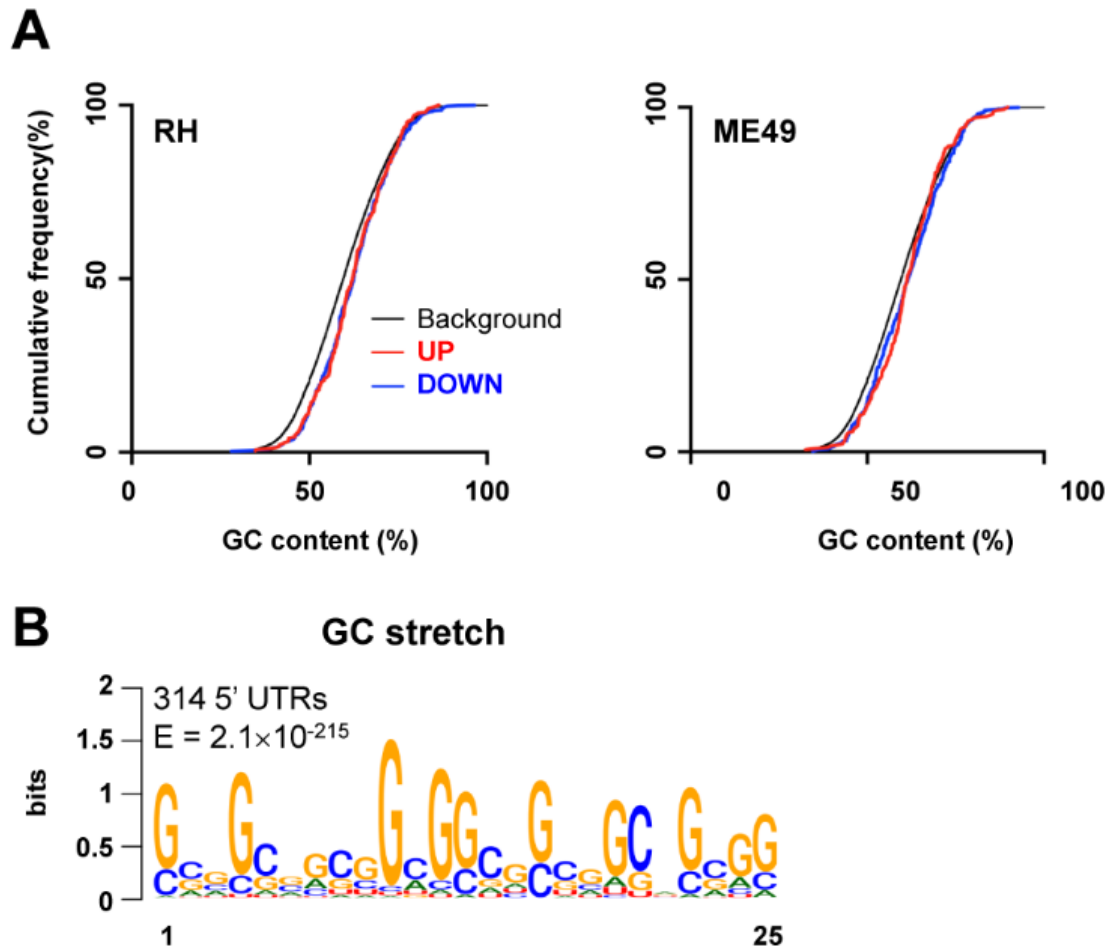 A
Cumulative frequency(%)
100
50
0
RH
Background
UP
DOWN
0 50 100
GC content (%)
100
50
0
ME49
0 50 100
GC content (%)
B
GC stretch
314 5' UTRs
E = 2.1×10-215
bits
2
1.5
1
0.5
0
1 25